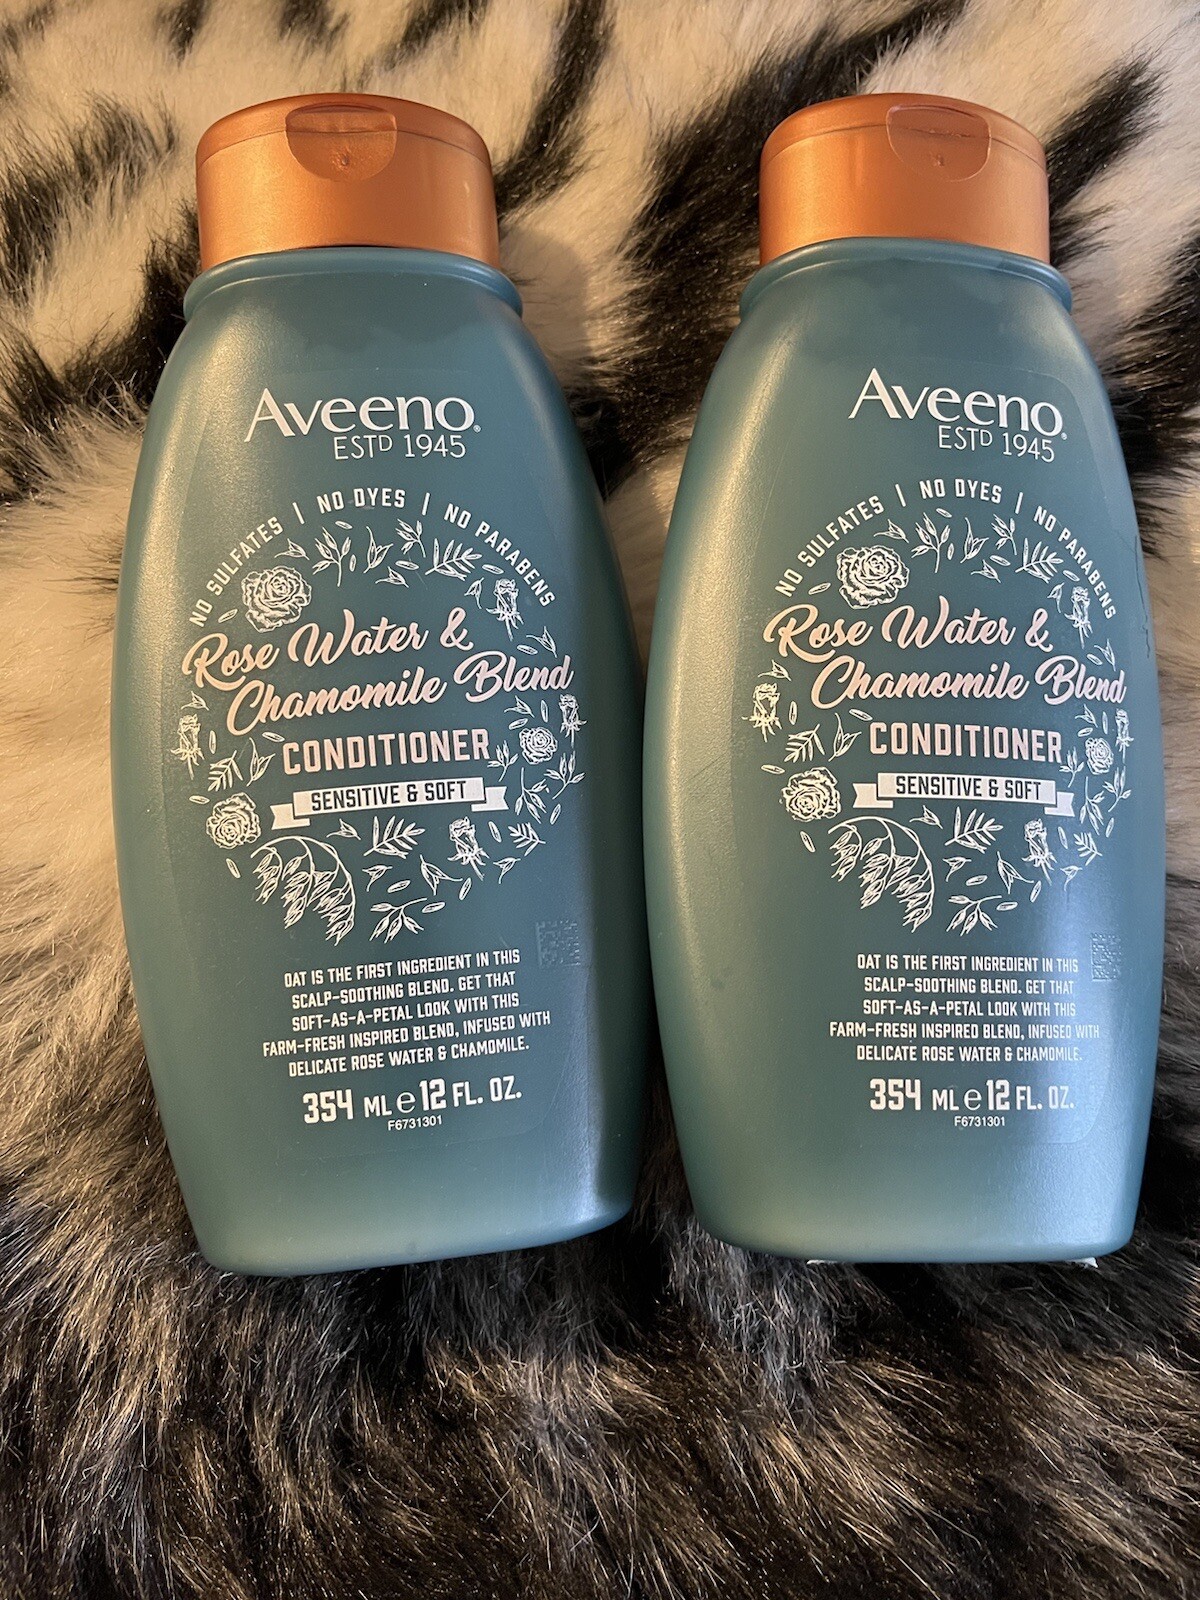 Aveeno®
ESTD 1945
NO SULFATES | NO DYES | NO PARABENS
Rose Water &
Chamomile Blend
CONDITIONER
SENSITIVE & SOFT
OAT IS THE FIRST INGREDIENT IN THIS
SCALP-SOOTHING BLEND. GET THAT
SOFT-AS-A-PETAL LOOK WITH THIS
FARM-FRESH INSPIRED BLEND, INFUSED WITH
DELICATE ROSE WATER & CHAMOMILE.
354 ML e 12 FL. OZ.
F6731301
Aveeno®
ESTD 1945
NO SULFATES | NO DYES | NO PARABENS
Rose Water &
Chamomile Blend
CONDITIONER
SENSITIVE & SOFT
OAT IS THE FIRST INGREDIENT IN THIS
SCALP-SOOTHING BLEND. GET THAT
SOFT-AS-A-PETAL LOOK WITH THIS
FARM-FRESH INSPIRED BLEND, INFUSED WITH
DELICATE ROSE WATER & CHAMOMILE.
354 ML e 12 FL. OZ.
F6731301